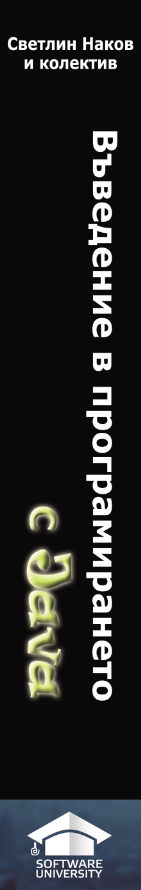 Светлин Наков
и колектив
Въведение в програмирането
с Java
SOFTWARE
UNIVERSITY